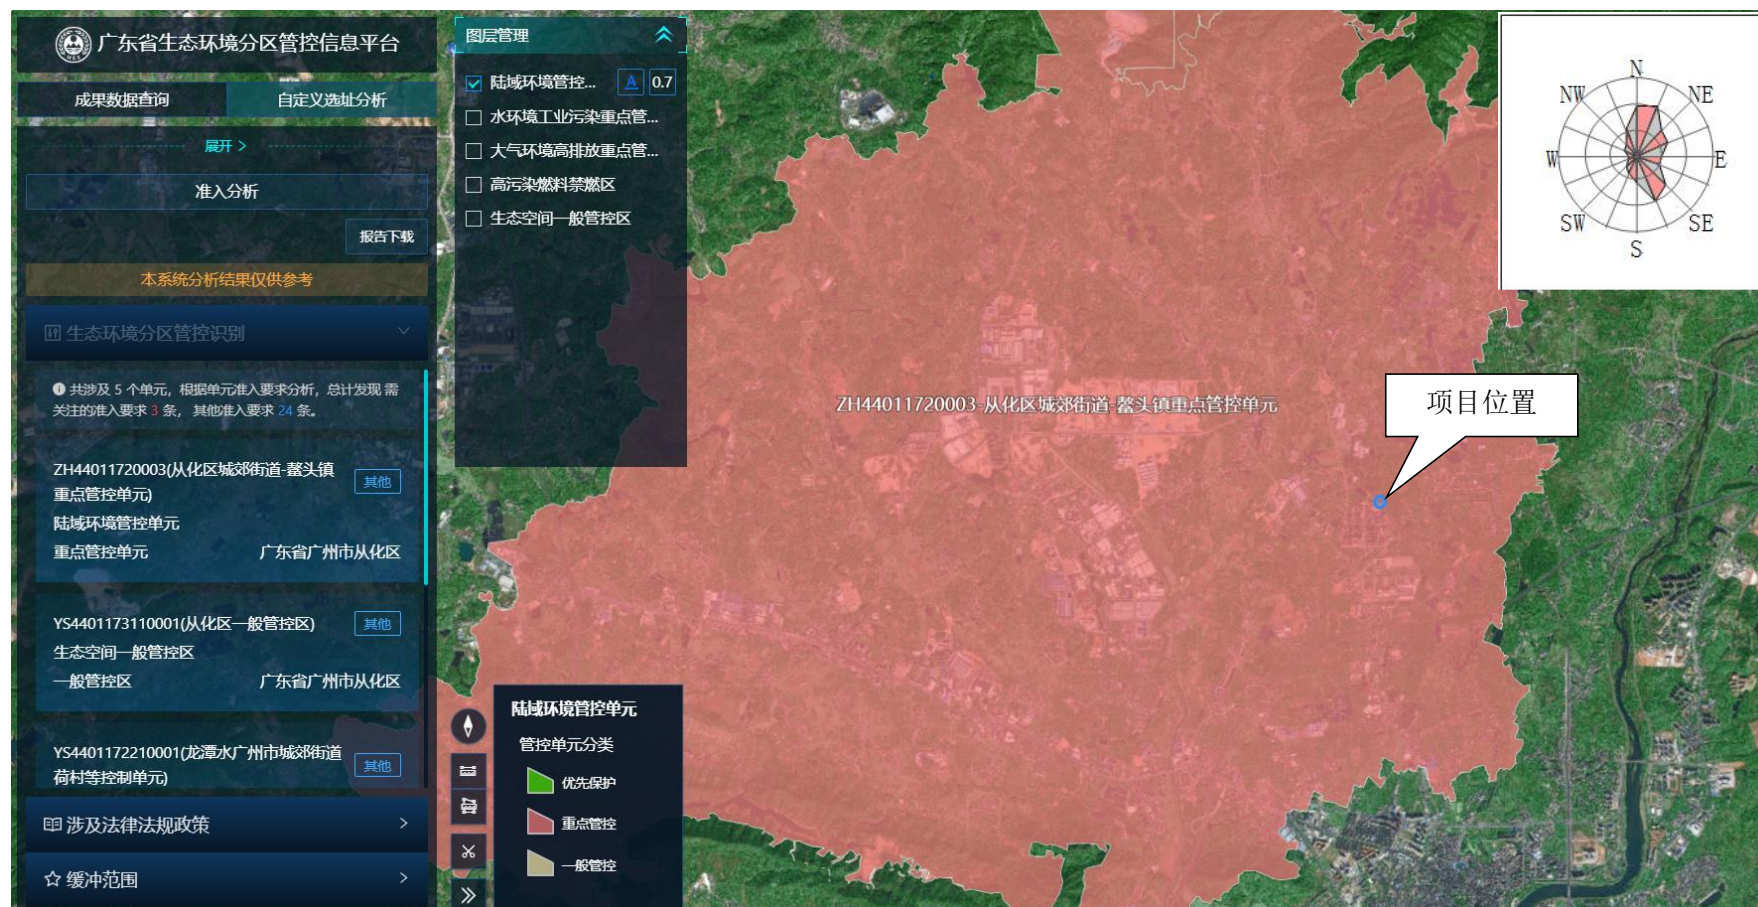 广东省生态环境分区管控信息平台
成果数据查询
自定义选址分析
展开 >
准入分析
报告下载
本系统分析结果仅供参考
生态环境分区管控识别
共涉及 5 个单元，根据单元准入要求分析，总计发现 需
关注的准入要求 3 条， 其他准入要求 24 条。
ZH44011720003(从化区城郊街道-鳌头镇
重点管控单元)
其他
陆域环境管控单元
重点管控单元
广东省广州市从化区
YS4401173110001(从化区一般管控区)
其他
生态空间一般管控区
一般管控区
广东省广州市从化区
YS4401172210001(龙潭水广州市城郊街道
荷村等控制单元)
其他
涉及法律法规政策
缓冲范围
图层管理
陆域环境管控...
A
0.7
水环境工业污染重点管...
大气环境高排放重点管...
高污染燃料禁燃区
生态空间一般管控区
陆域环境管控单元
管控单元分类
优先保护
重点管控
一般管控
ZH44011720003-从化区城郊街道-鳌头镇重点管控单元
项目位置
N
NW
NE
W
E
SW
SE
S